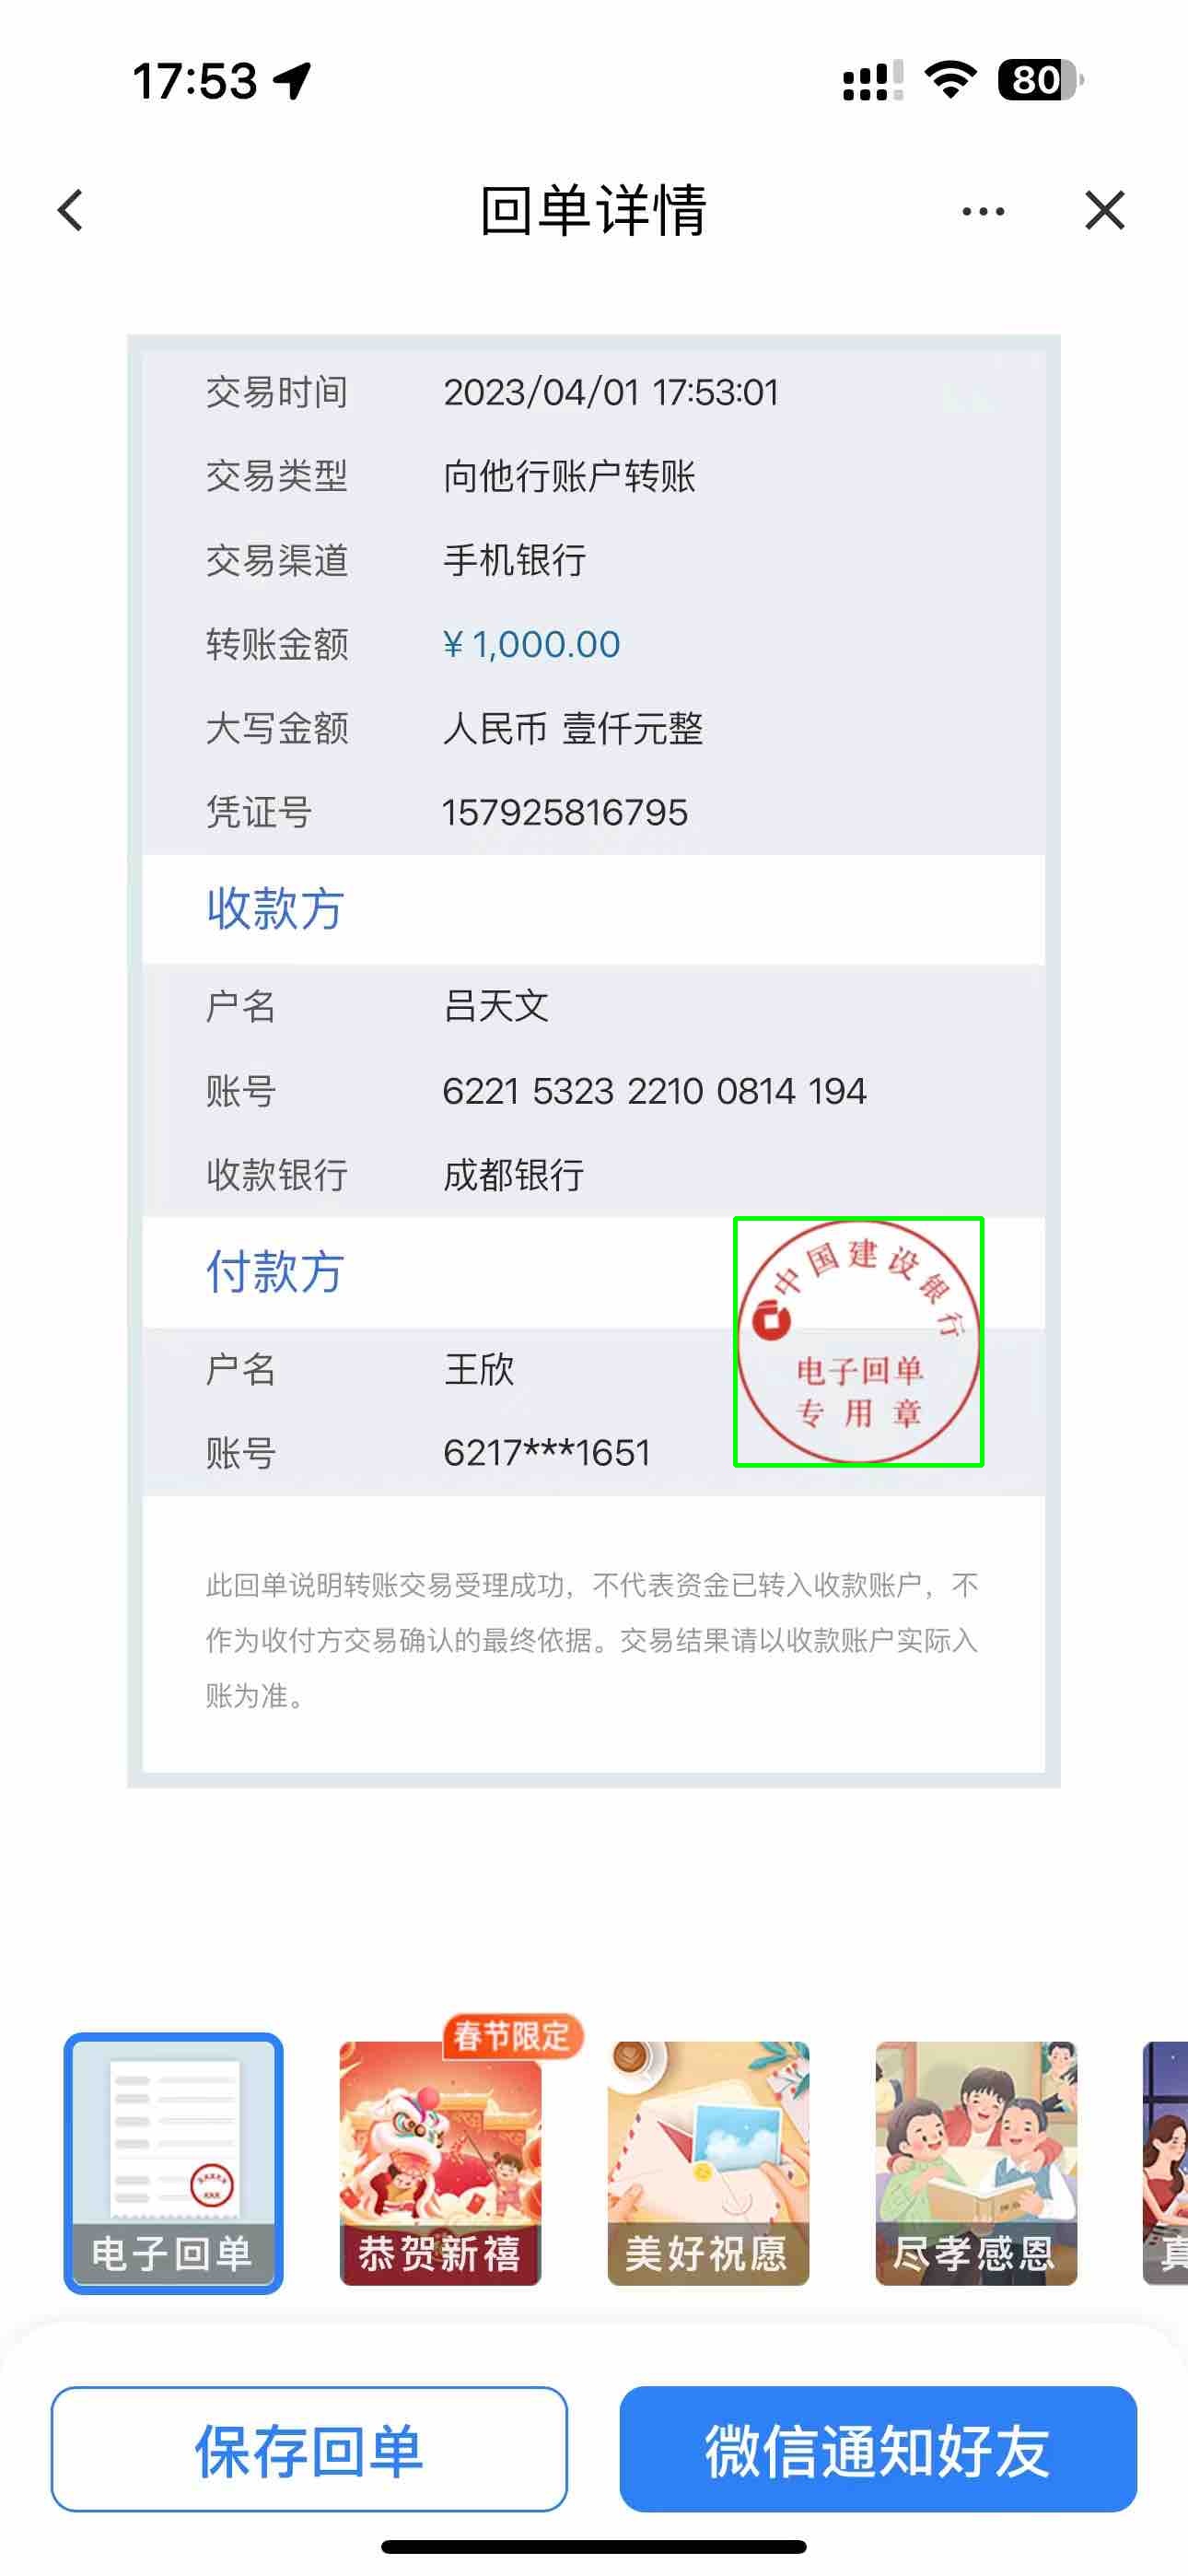 17:53
80
回单详情
交易时间 2023/04/01 17:53:01
交易类型 向他行账户转账
交易渠道 手机银行
转账金额 ¥ 1,000.00
大写金额 人民币 壹仟元整
凭证号 157925816795
收款方
户名 吕天文
账号 6221 5323 2210 0814 194
收款银行 成都银行
付款方
中国建设银行
电子回单
专用章
户名 王欣
账号 6217***1651
此回单说明转账交易受理成功，不代表资金已转入收款账户，不
作为收付方交易确认的最终依据。交易结果请以收款账户实际入
账为准。
春节限定
电子回单 恭贺新禧 美好祝愿 尽孝感恩 真
保存回单 微信通知好友